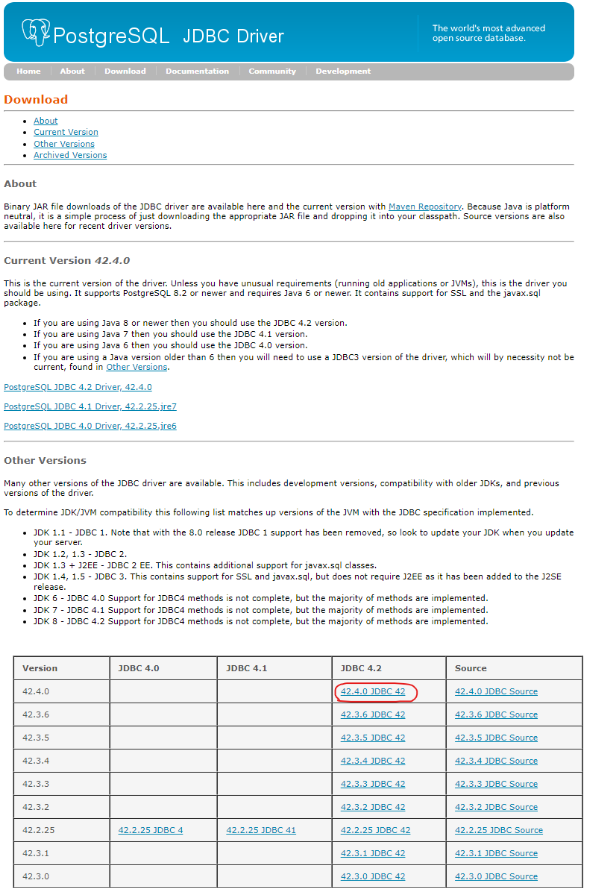 PostgreSQL JDBC Driver
The world's most advanced
open source database.
Home About Download Documentation Community Development
Download
About
Current Version
Other Versions
Archived Versions
About
Binary JAR file downloads of the JDBC driver are available here and the current version with Maven Repository. Because Java is platform
neutral, it is a simple process of just downloading the appropriate JAR file and dropping it into your classpath. Source versions are also
available here for recent driver versions.
Current Version 42.4.0
This is the current version of the driver. Unless you have unusual requirements (running old applications or JVMs), this is the driver you
should be using. It supports PostgreSQL 8.2 or newer and requires Java 6 or newer. It contains support for SSL and the javax.sql
package.
If you are using Java 8 or newer then you should use the JDBC 4.2 version.
If you are using Java 7 then you should use the JDBC 4.1 version.
If you are using Java 6 then you should use the JDBC 4.0 version.
If you are using a Java version older than 6 then you will need to use a JDBC3 version of the driver, which will by necessity not be
current, found in Other Versions.
PostgreSQL JDBC 4.2 Driver, 42.4.0
PostgreSQL JDBC 4.1 Driver, 42.2.25.jre7
PostgreSQL JDBC 4.0 Driver, 42.2.25.jre6
Other Versions
Many other versions of the JDBC driver are available. This includes development versions, compatibility with older JDKs, and previous
versions of the driver.
To determine JDK/JVM compatibility this following list matches up versions of the JVM with the JDBC specification implemented.
JDK 1.1 - JDBC 1. Note that with the 8.0 release JDBC 1 support has been removed, so look to update your JDK when you update
your server.
JDK 1.2, 1.3 - JDBC 2.
JDK 1.3 + J2EE - JDBC 2 EE. This contains additional support for javax.sql classes.
JDK 1.4, 1.5 - JDBC 3. This contains support for SSL and javax.sql, but does not require J2EE as it has been added to the J2SE
release.
JDK 6 - JDBC 4.0 Support for JDBC4 methods is not complete, but the majority of methods are implemented.
JDK 7 - JDBC 4.1 Support for JDBC4 methods is not complete, but the majority of methods are implemented.
JDK 8 - JDBC 4.2 Support for JDBC4 methods is not complete, but the majority of methods are implemented.
Version JDBC 4.0 JDBC 4.1 JDBC 4.2 Source
42.4.0 42.4.0 JDBC 42 42.4.0 JDBC Source
42.3.6 42.3.6 JDBC 42 42.3.6 JDBC Source
42.3.5 42.3.5 JDBC 42 42.3.5 JDBC Source
42.3.4 42.3.4 JDBC 42 42.3.4 JDBC Source
42.3.3 42.3.3 JDBC 42 42.3.3 JDBC Source
42.3.2 42.3.2 JDBC 42 42.3.2 JDBC Source
42.2.25 42.2.25 JDBC 4 42.2.25 JDBC 41 42.2.25 JDBC 42 42.2.25 JDBC Source
42.3.1 42.3.1 JDBC 42 42.3.1 JDBC Source
42.3.0 42.3.0 JDBC 42 42.3.0 JDBC Source